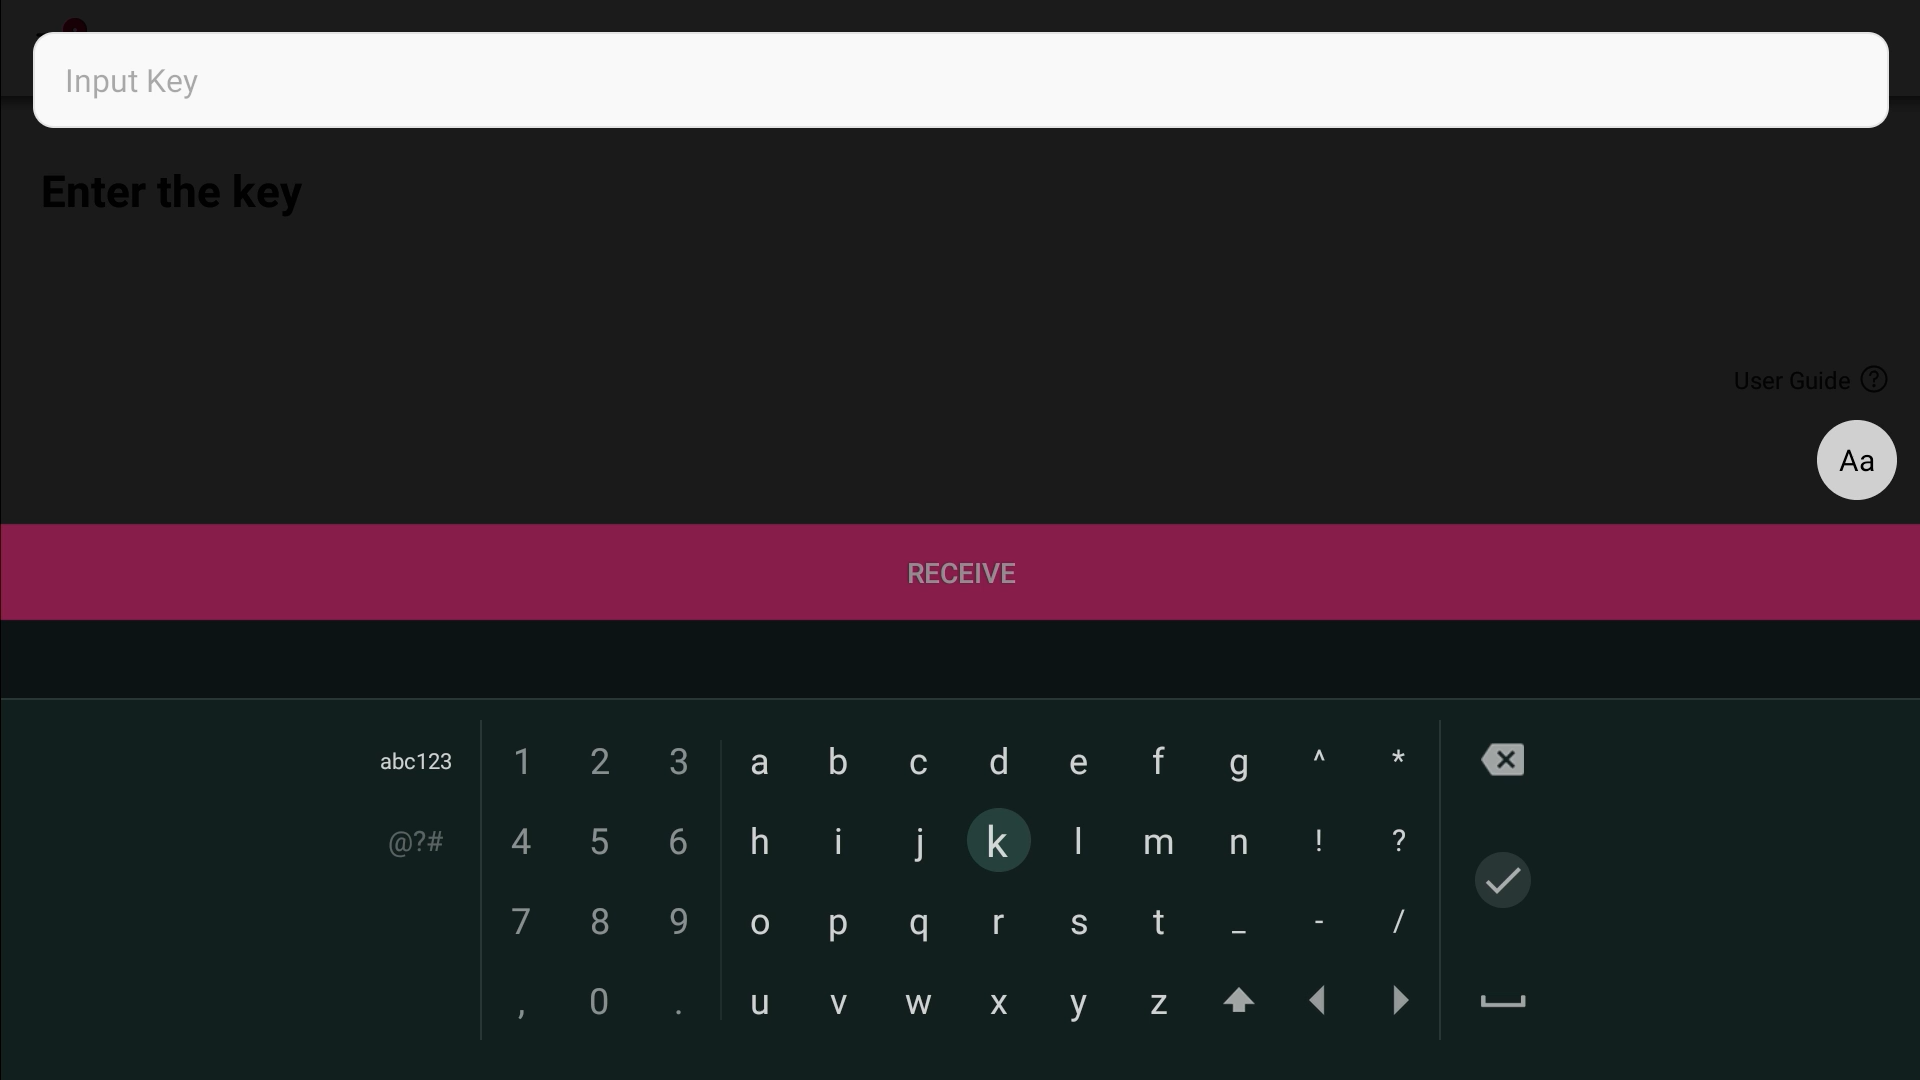 Input Key
Enter the key
User Guide ?
Aa
RECEIVE
abc123 1 2 3 a b c d e f g ^ *
@?# 4 5 6 h i j k l m n ! ?
7 8 9 o p q r s t _ - /
, 0 . u v w x y z